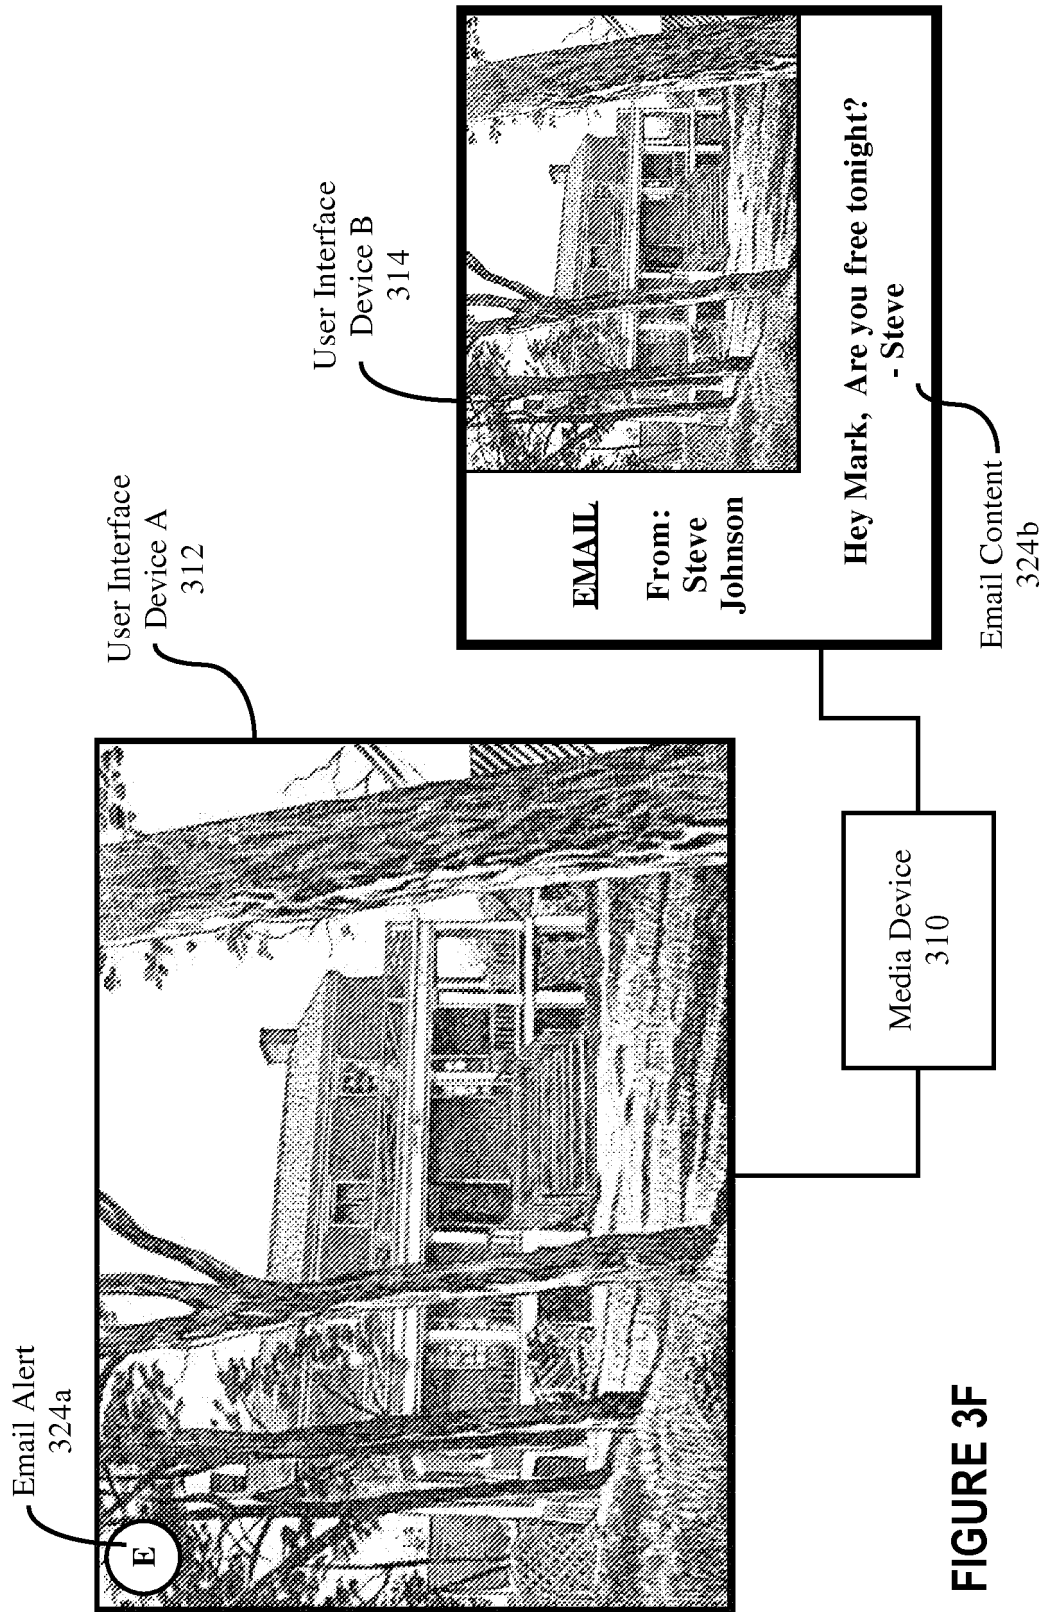 Email Alert
324a
E
User Interface
Device A
312
User Interface
Device B
314
EMAIL
From:
Steve
Johnson
Hey Mark, Are you free tonight?
- Steve
Email Content
324b
Media Device
310
FIGURE 3F